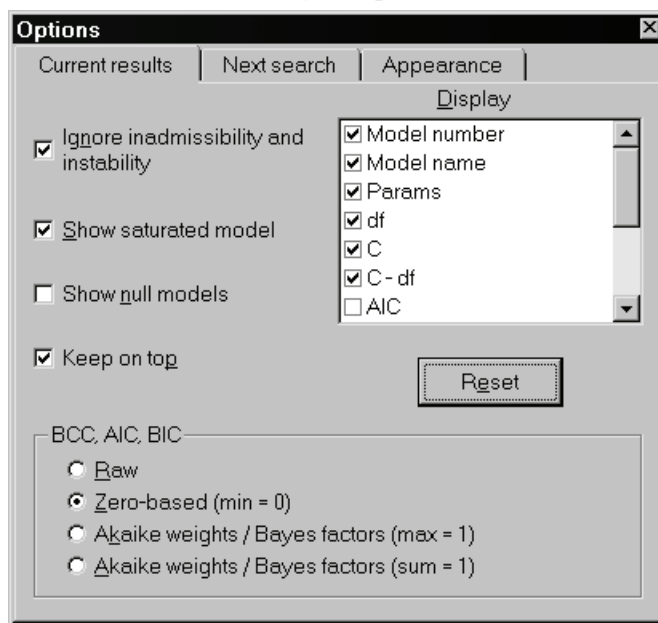 Options
Current results
Next search
Appearance
Ignore inadmissibility and
instability
Show saturated model
Show null models
Keep on top
Display
Model number
Model name
Params
df
C
C - df
AIC
Reset
BCC, AIC, BIC
Raw
Zero-based (min = 0)
Akaike weights / Bayes factors (max = 1)
Akaike weights / Bayes factors (sum = 1)